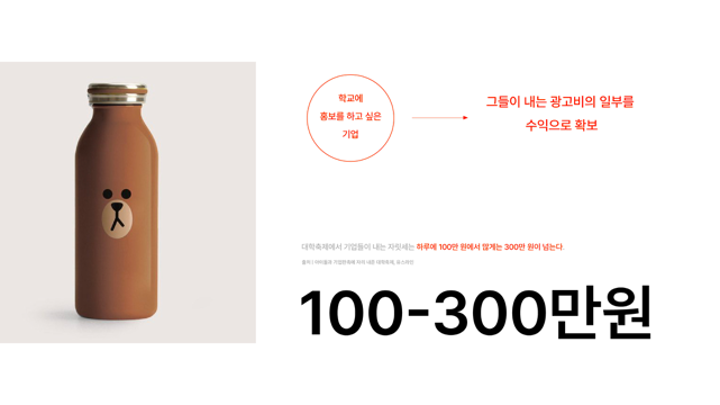 학교에
홍보를 하고 싶은
기업
그들이 내는 광고비의 일부를
수익으로 확보
대학축제에서 기업들이 내는 자릿세는 하루에 100만 원에서 많게는 300만 원이 넘는다.
100-300만원